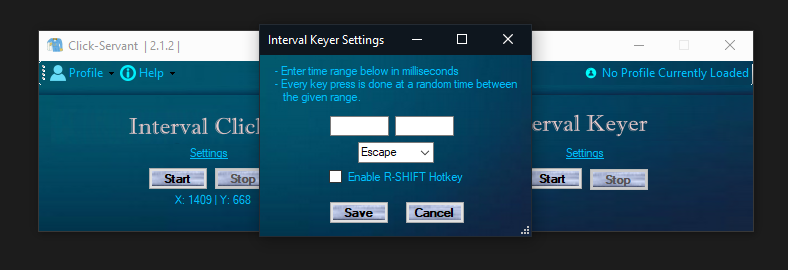 Click-Servant | 2.1.2 |
Profile
Help
No Profile Currently Loaded
Interval Click
Settings
Start
Stop
X: 1409 | Y: 668
Interval Keyer Settings
- Enter time range below in milliseconds
- Every key press is done at a random time between
the given range.
Escape
Enable R-SHIFT Hotkey
Save
Cancel
erval Keyer
Settings
Start
Stop